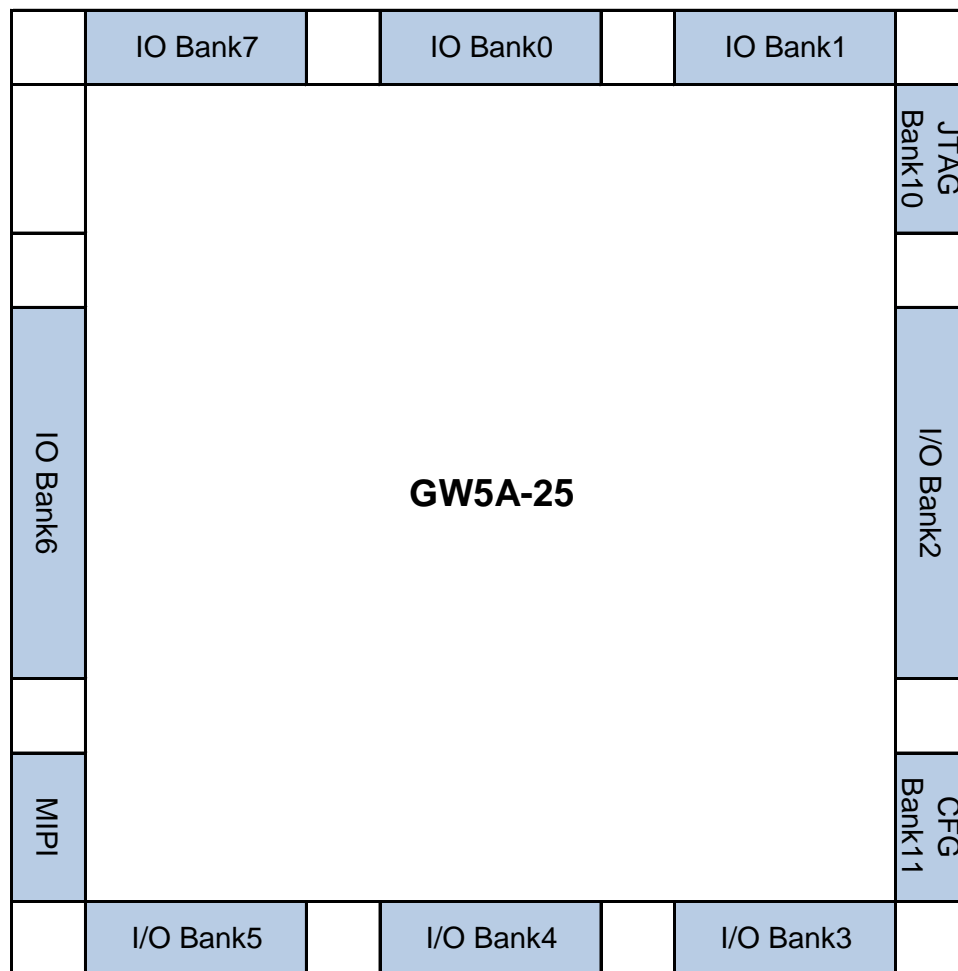 IO Bank7
IO Bank0
IO Bank1
JTAG
Bank10
IO Bank6
GW5A-25
I/O Bank2
MIPI
CFG
Bank11
I/O Bank5
I/O Bank4
I/O Bank3